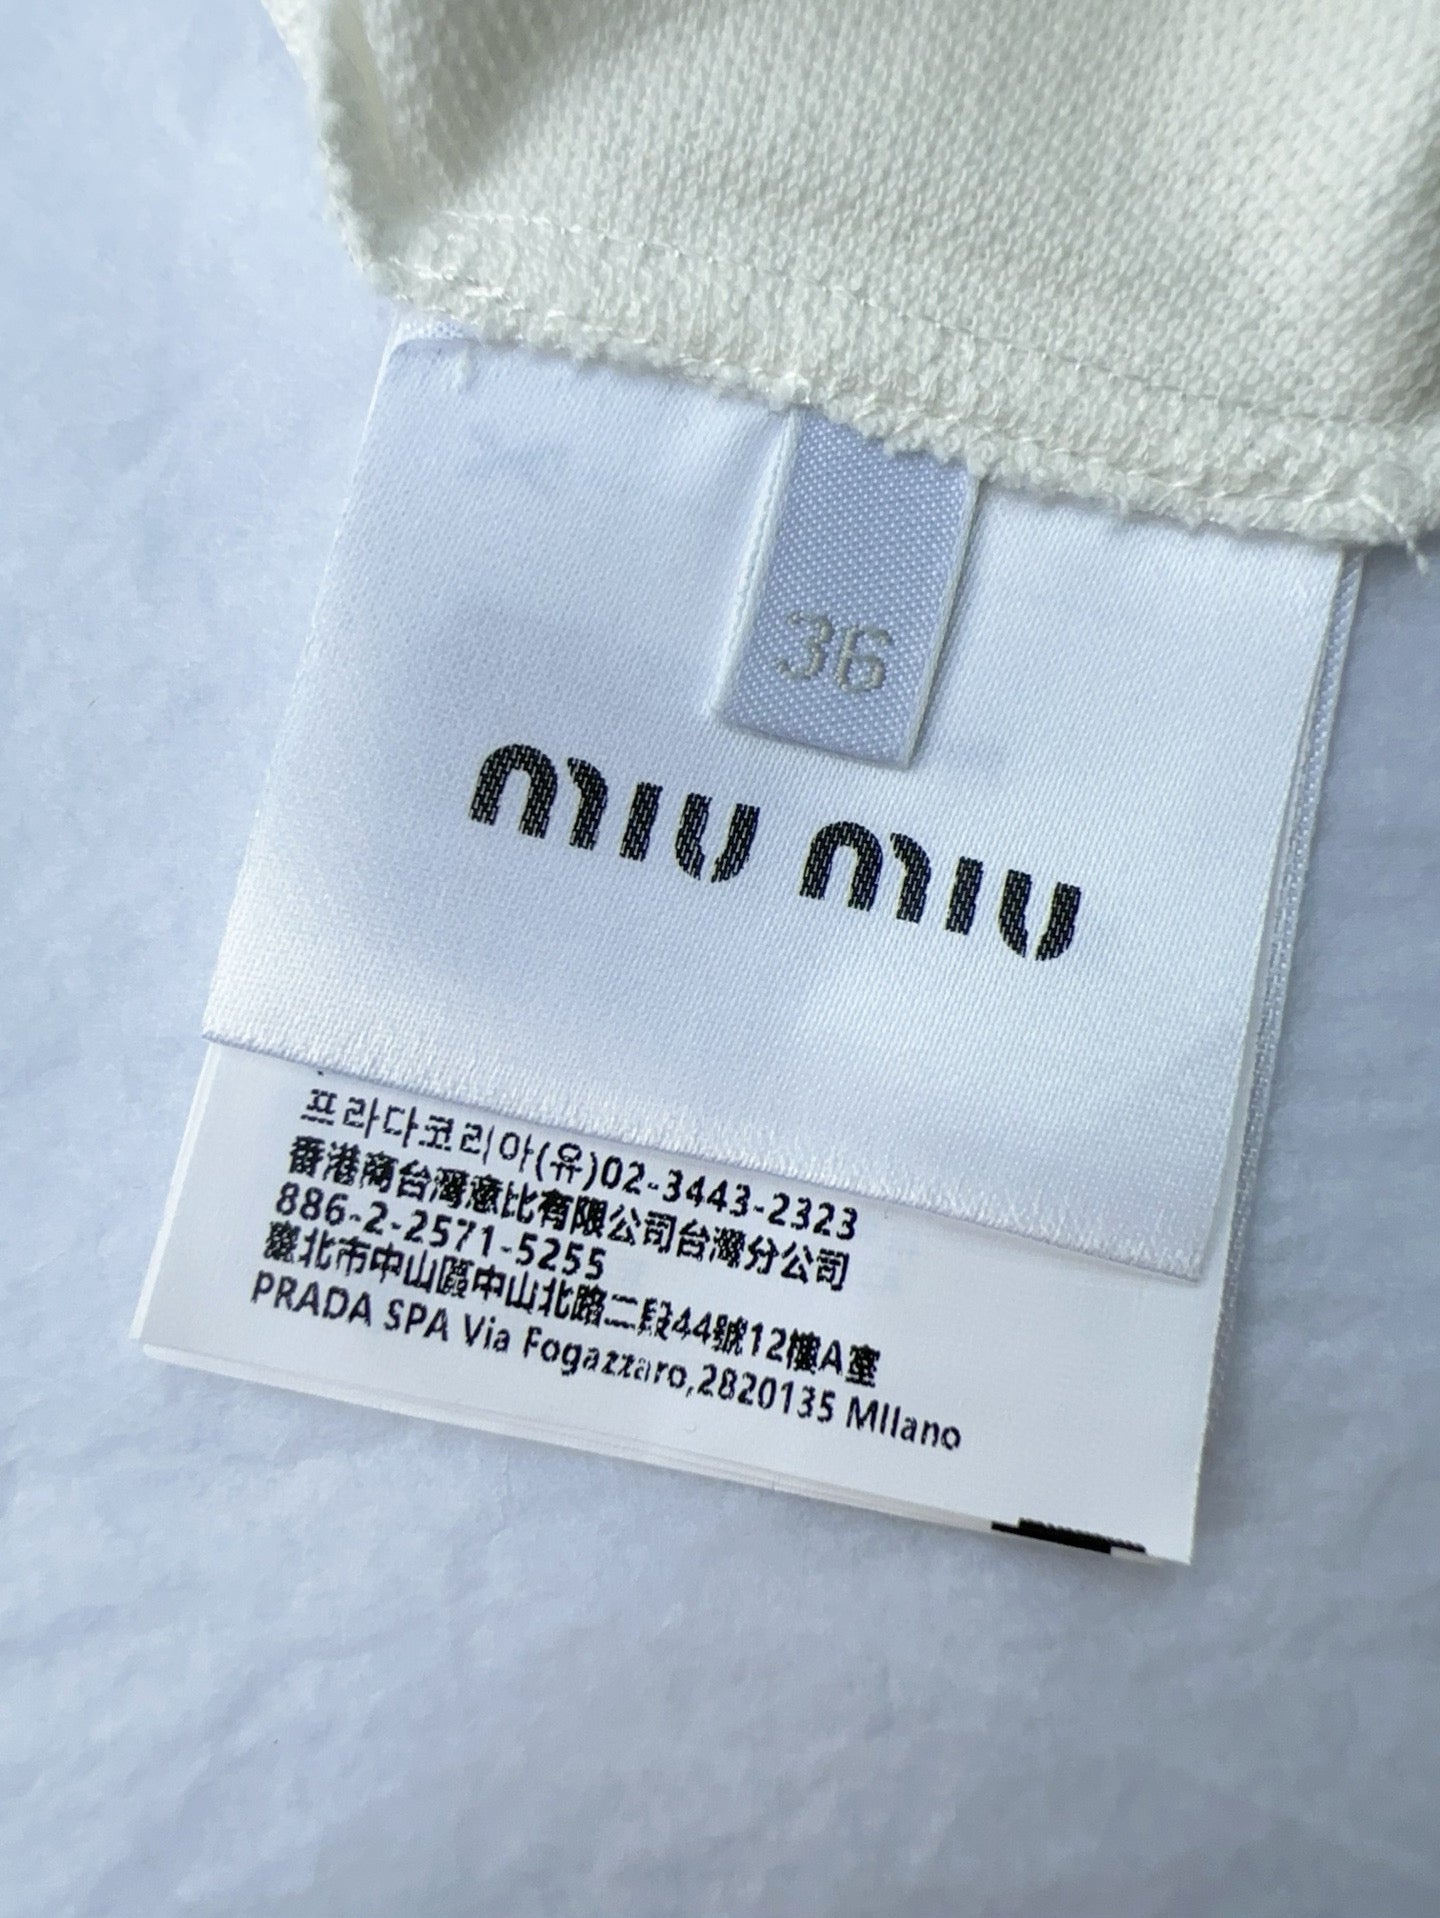 36
miu miu
프라다코리아(유)02-3443-2323
香港商台灣意比有限公司台灣分公司
886-2-2571-5255
臺北市中山區中山北路二段44號12樓A室
PRADA SPA Via Fogazzaro,2820135 MIlano